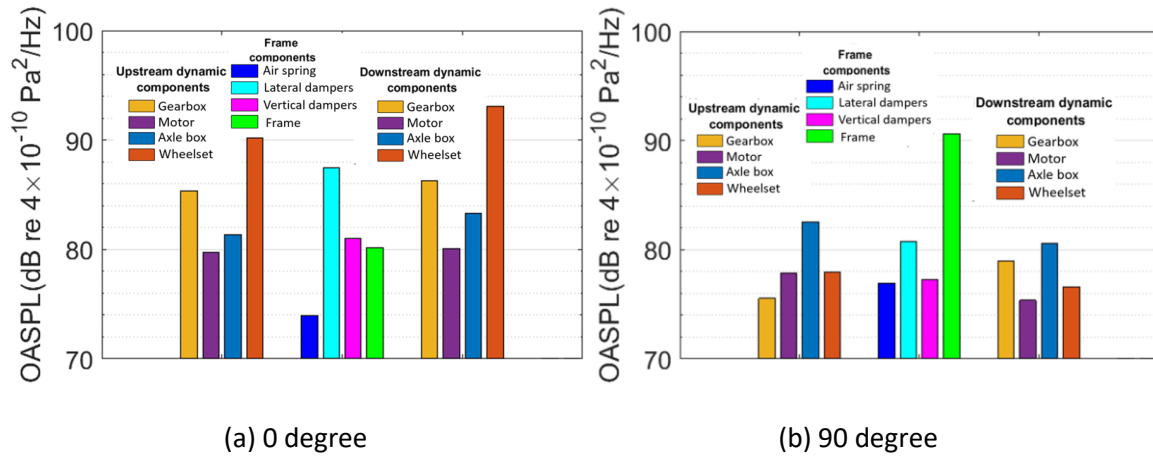 OASPL(dB re 4×10⁻¹⁰ Pa²/Hz)
100
90
80
70
Upstream dynamic
components
Gearbox
Motor
Axle box
Wheelset
Frame
components
Air spring
Lateral dampers
Vertical dampers
Frame
Downstream dynamic
components
Gearbox
Motor
Axle box
Wheelset
(a) 0 degree
OASPL(dB re 4×10⁻¹⁰ Pa²/Hz)
100
90
80
70
Upstream dynamic
components
Gearbox
Motor
Axle box
Wheelset
Frame
components
Air spring
Lateral dampers
Vertical dampers
Frame
Downstream dynamic
components
Gearbox
Motor
Axle box
Wheelset
(b) 90 degree